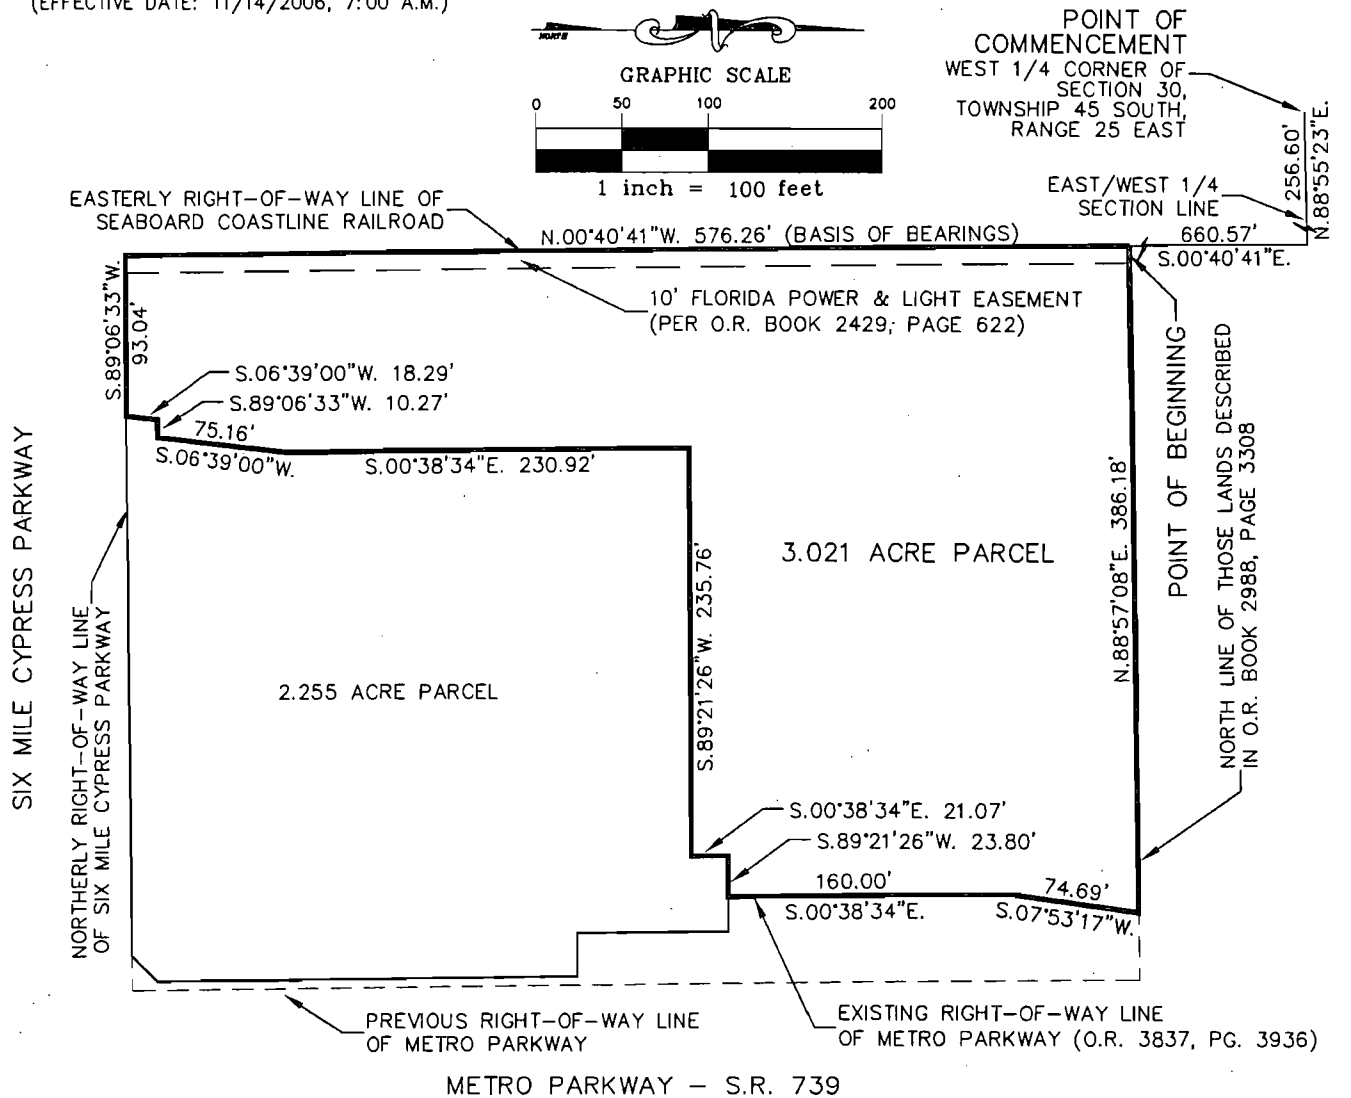 (EFFECTIVE DATE: 11/14/2006, 7:00 A.M.)
NORTH
GRAPHIC SCALE
0 50 100 200
1 inch = 100 feet
POINT OF
COMMENCEMENT
WEST 1/4 CORNER OF
SECTION 30,
TOWNSHIP 45 SOUTH,
RANGE 25 EAST
256.60'
N.88°55'23"E.
EAST/WEST 1/4
SECTION LINE
660.57'
S.00°40'41"E.
EASTERLY RIGHT-OF-WAY LINE OF
SEABOARD COASTLINE RAILROAD
N.00°40'41"W. 576.26' (BASIS OF BEARINGS)
10' FLORIDA POWER & LIGHT EASEMENT
(PER O.R. BOOK 2429, PAGE 622)
S.89°06'33"W.
93.04'
S.06°39'00"W. 18.29'
S.89°06'33"W. 10.27'
75.16'
S.06°39'00"W.
S.00°38'34"E. 230.92'
POINT OF BEGINNING
NORTH LINE OF THOSE LANDS DESCRIBED
IN O.R. BOOK 2988, PAGE 3308
N.88°57'08"E. 386.18'
3.021 ACRE PARCEL
S.89°21'26"W. 235.76'
2.255 ACRE PARCEL
SIX MILE CYPRESS PARKWAY
NORTHERLY RIGHT-OF-WAY LINE
OF SIX MILE CYPRESS PARKWAY
S.00°38'34"E. 21.07'
S.89°21'26"W. 23.80'
160.00'
S.00°38'34"E.
74.69'
S.07°53'17"W.
PREVIOUS RIGHT-OF-WAY LINE
OF METRO PARKWAY
EXISTING RIGHT-OF-WAY LINE
OF METRO PARKWAY (O.R. 3837, PG. 3936)
METRO PARKWAY - S.R. 739